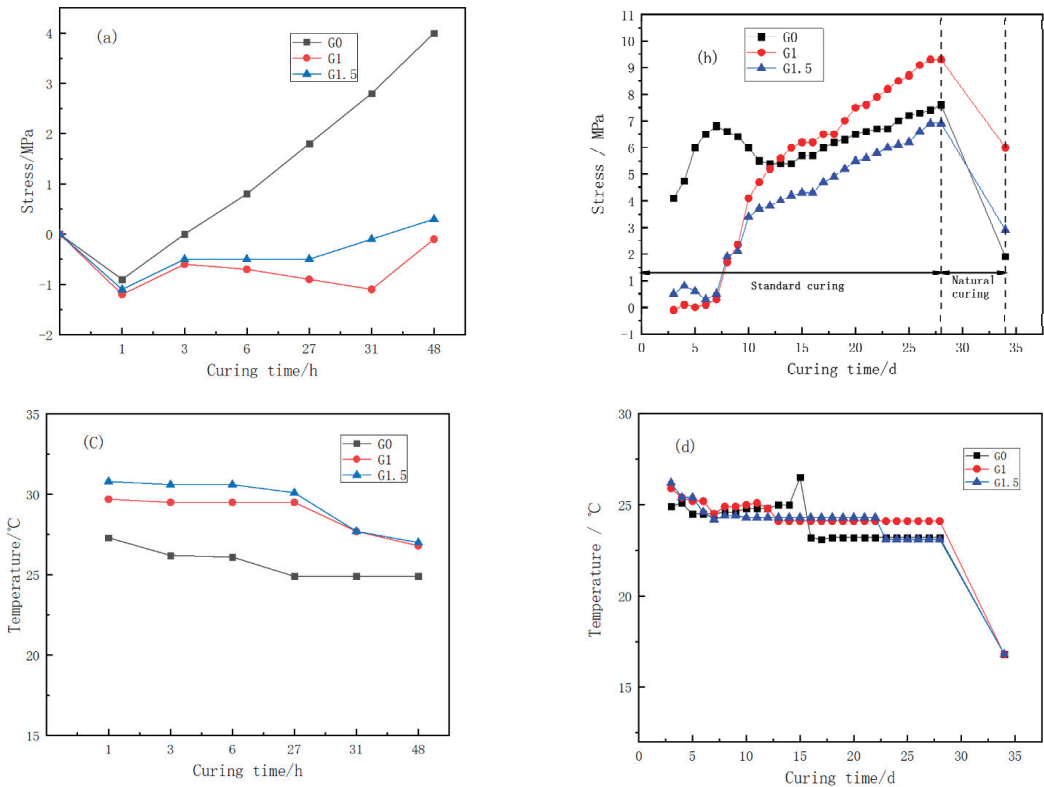 (a)
G0
G1
G1.5
Stress/MPa
4
3
2
1
0
-1
-2
1 3 6 27 31 48
Curing time/h
(b)
G0
G1
G1.5
Stress / MPa
11
10
9
8
7
6
5
4
3
2
1
0
-1
Standard curing
Natural
curing
0 5 10 15 20 25 30 35
Curing time/d
(C)
G0
G1
G1.5
Temperature/℃
35
30
25
20
15
1 3 6 27 31 48
Curing time/h
(d)
G0
G1
G1.5
Temperature / ℃
30
25
20
15
0 5 10 15 20 25 30 35
Curing time/d